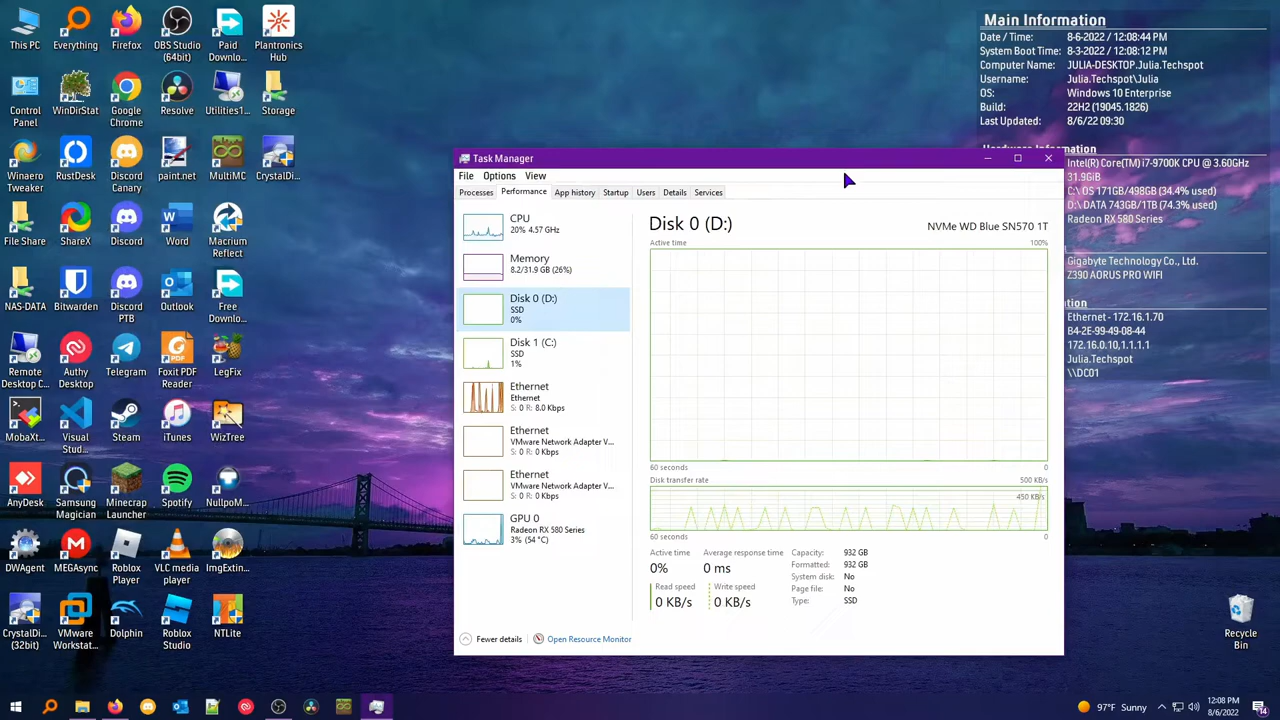 This PC
Everything
Firefox
OBS Studio
(64bit)
Paid
Downlo...
Plantronics
Hub
Control
Panel
WinDirStat
Google
Chrome
Resolve
Utilities1...
Storage
Winaero
Tweaker
RustDesk
Discord
Canary
paint.net
MultiMC
CrystalDi...
File Share
ShareX
Discord
Word
Macrium
Reflect
NAS-DATA
Bitwarden
Discord
PTB
Outlook
Free
Downlo...
Remote
Desktop C...
Authy
Desktop
Telegram
Foxit PDF
Reader
LegFix
MobaXt...
Visual
Stud...
Steam
iTunes
WizTree
AnyDesk
Samsung
Magician
Minecrap
Launcher
Spotify
NullpoM...
DWAgent
MEGAsync
Roblox
Player
VLC media
player
ImgExtin...
CrystalDi...
(32bit)
VMware
Workstat...
Dolphin
Roblox
Studio
NTLite
Main Information
Date / Time: 8-6-2022 / 12:08:44 PM
System Boot Time: 8-3-2022 / 12:08:12 PM
Computer Name: JULIA-DESKTOP.Techspot
Username: Julia.Techspot\Julia
OS: Windows 10 Enterprise
Build: 22H2 (19045.1826)
Last Updated: 8/6/22 09:30
Hardware Information
Intel(R) Core(TM) i7-9700K CPU @ 3.60GHz
31.9GiB
C:\ OS 171GB/498GB (34.4% used)
D:\ DATA 743GB/1TB (74.3% used)
Radeon RX 580 Series
Gigabyte Technology Co., Ltd.
Z390 AORUS PRO WIFI
Ethernet - 172.16.1.70
B4-2E-99-49-08-44
172.16.0.10,1.1.1.1
Julia.Techspot
\\DC01
Task Manager
File Options View
Processes Performance App history Startup Users Details Services
CPU
20% 4.57 GHz
Memory
8.2/31.9 GB (26%)
Disk 0 (D:)
SSD
0%
Disk 1 (C:)
SSD
1%
Ethernet
Ethernet
S: 0 R: 8.0 Kbps
Ethernet
VMware Network Adapter V...
S: 0 R: 0 Kbps
Ethernet
VMware Network Adapter V...
S: 0 R: 0 Kbps
GPU 0
Radeon RX 580 Series
3% (54 °C)
Disk 0 (D:) NVMe WD Blue SN570 1T
Active time 100%
60 seconds 0
Disk transfer rate 500 KB/s
450 KB/s
60 seconds 0
Active time Average response time
0% 0 ms
Read speed Write speed
0 KB/s 0 KB/s
Capacity: 932 GB
Formatted: 932 GB
System disk: No
Page file: No
Type: SSD
Fewer details Open Resource Monitor
Recycle
Bin
97°F Sunny
12:08 PM
8/6/2022
14